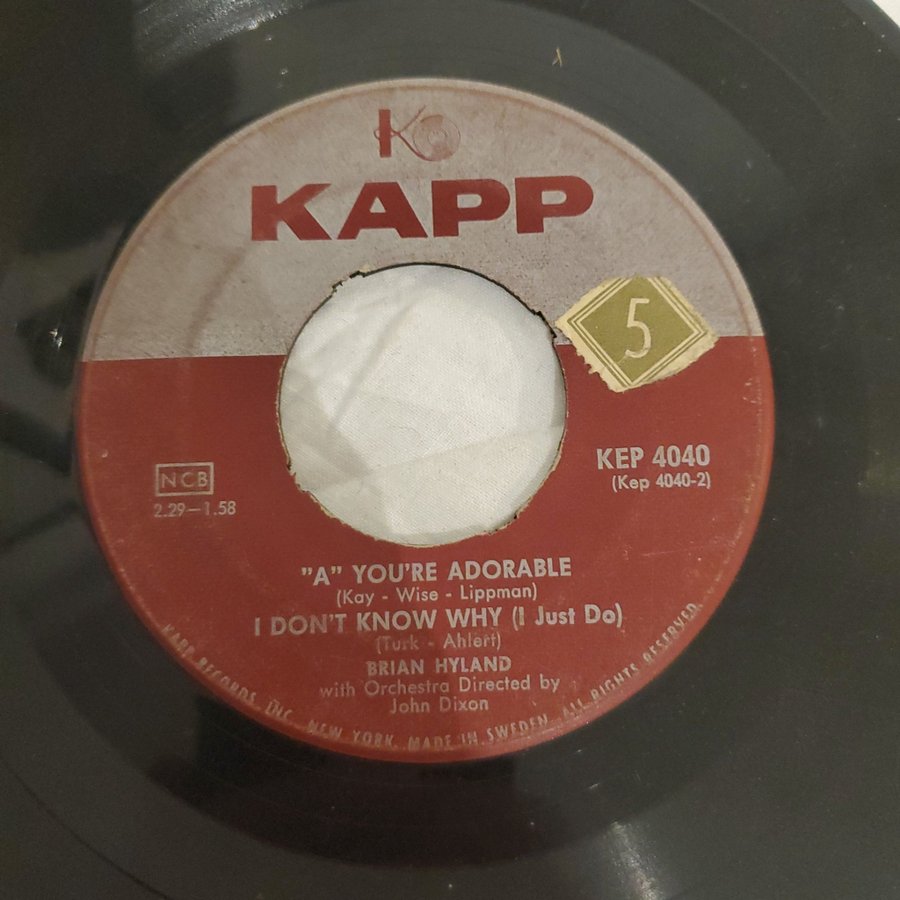 K
KAPP
5
KEP 4040
(Kep 4040-2)
NCB
2.29—1.58
"A" YOU'RE ADORABLE
(Kay - Wise - Lippman)
I DON'T KNOW WHY (I Just Do)
(Turk - Ahlert)
BRIAN HYLAND
with Orchestra Directed by
John Dixon
KAPP RECORDS, INC. NEW YORK. MADE IN SWEDEN. ALL RIGHTS RESERVED.